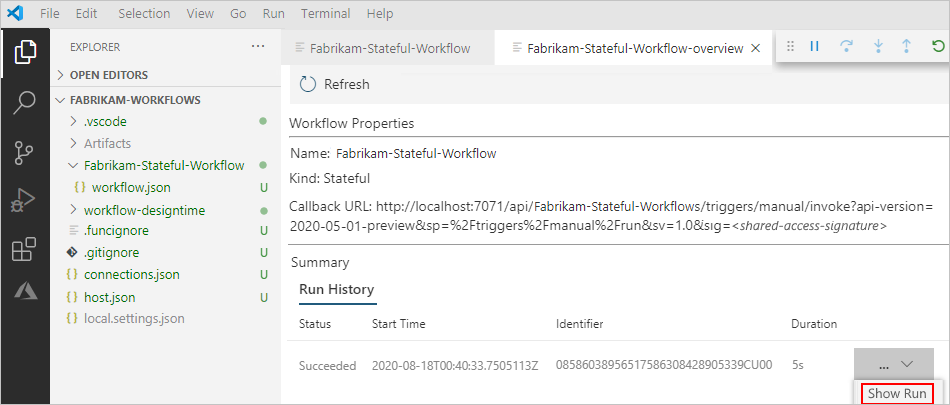 File Edit View Go Run Terminal Help
EXPLORER ...
Fabrikam-Stateful-Workflow
Fabrikam-Stateful-Workflow-overview
OPEN EDITORS
FABRIKAM-WORKFLOWS
.vscode
Artifacts
Fabrikam-Stateful-Workflow
{ } workflow.json U
workflow-designtime
.funcignore U
.gitignore U
{ } connections.json U
{ } host.json U
{ } local.settings.json
Refresh
Workflow Properties
Name: Fabrikam-Stateful-Workflow
Kind: Stateful
Callback URL: http://localhost:7071/api/Fabrikam-Stateful-Workflows/triggers/manual/invoke?api-version=
2020-05-01-preview&sp=%2Ftriggers%2Fmanual%2Frun&sv=1.0&sig=<shared-access-signature>
Summary
Run History
Status Start Time Identifier Duration
Succeeded 2020-08-18T00:40:33.7505113Z 08586038956517586308428905339CU00 5s ...
Show Run